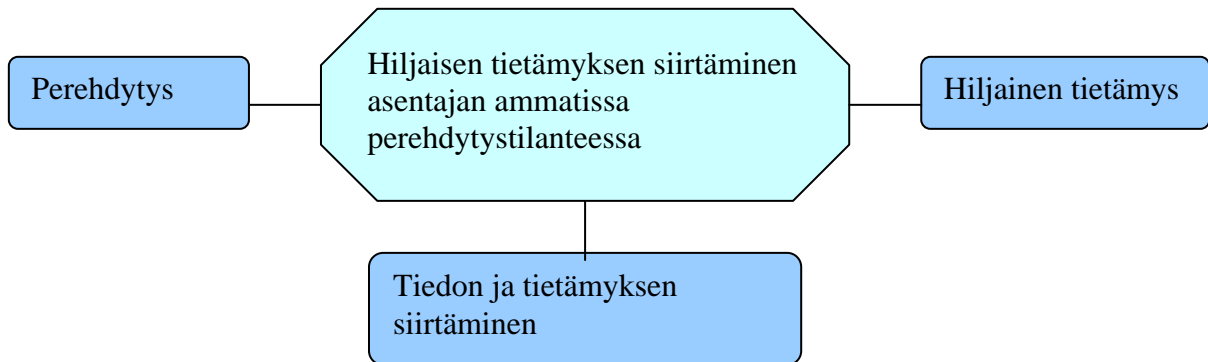 Perehdytys
Hiljaisen tietämyksen siirtäminen
asentajan ammatissa
perehdytystilanteessa
Hiljainen tietämys
Tiedon ja tietämyksen
siirtäminen